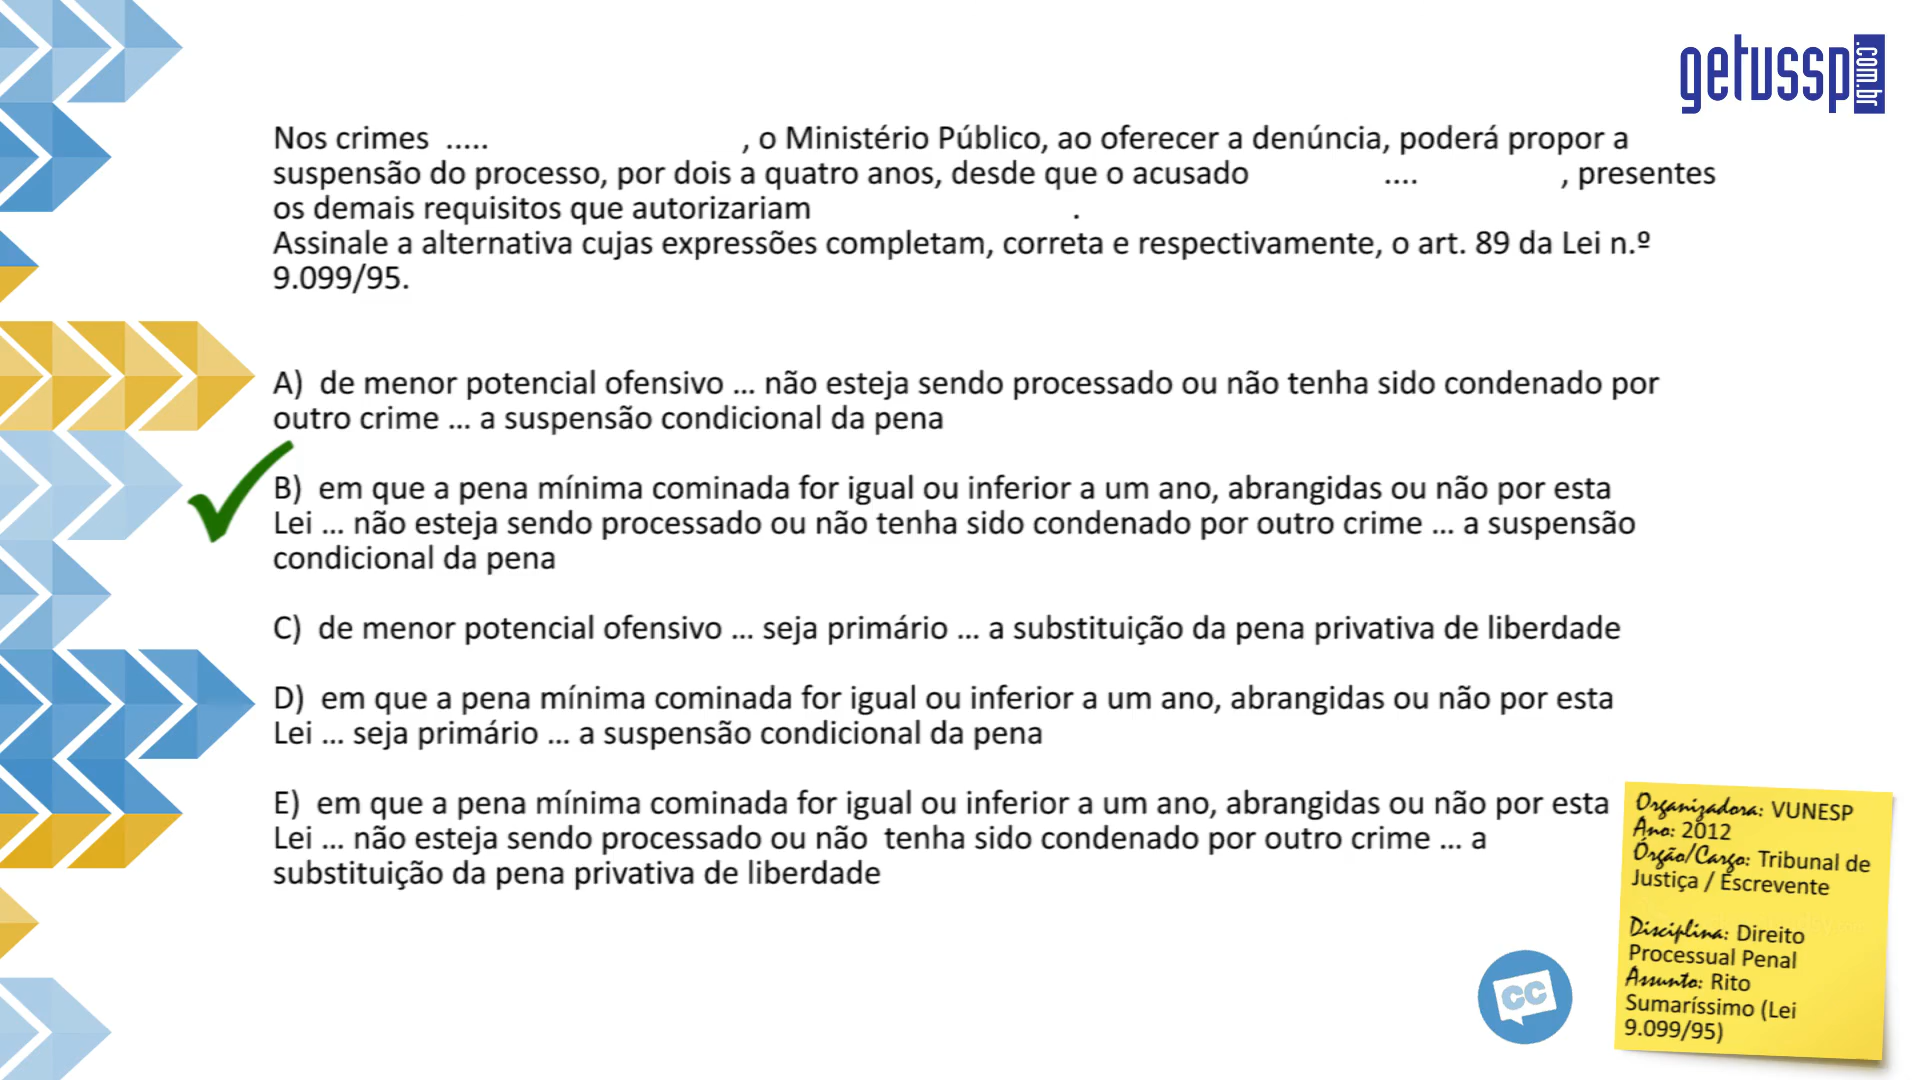 getussp.com.br
Nos crimes ..... , o Ministério Público, ao oferecer a denúncia, poderá propor a
suspensão do processo, por dois a quatro anos, desde que o acusado .... , presentes
os demais requisitos que autorizariam .
Assinale a alternativa cujas expressões completam, correta e respectivamente, o art. 89 da Lei n.º
9.099/95.
A) de menor potencial ofensivo ... não esteja sendo processado ou não tenha sido condenado por
outro crime ... a suspensão condicional da pena
B) em que a pena mínima cominada for igual ou inferior a um ano, abrangidas ou não por esta
Lei ... não esteja sendo processado ou não tenha sido condenado por outro crime ... a suspensão
condicional da pena
C) de menor potencial ofensivo ... seja primário ... a substituição da pena privativa de liberdade
D) em que a pena mínima cominada for igual ou inferior a um ano, abrangidas ou não por esta
Lei ... seja primário ... a suspensão condicional da pena
E) em que a pena mínima cominada for igual ou inferior a um ano, abrangidas ou não por esta
Lei ... não esteja sendo processado ou não tenha sido condenado por outro crime ... a
substituição da pena privativa de liberdade
Organizadora: VUNESP
Ano: 2012
Órgão/Cargo: Tribunal de
Justiça / Escrevente
Disciplina: Direito
Processual Penal
Assunto: Rito
Sumaríssimo (Lei
9.099/95)
CC